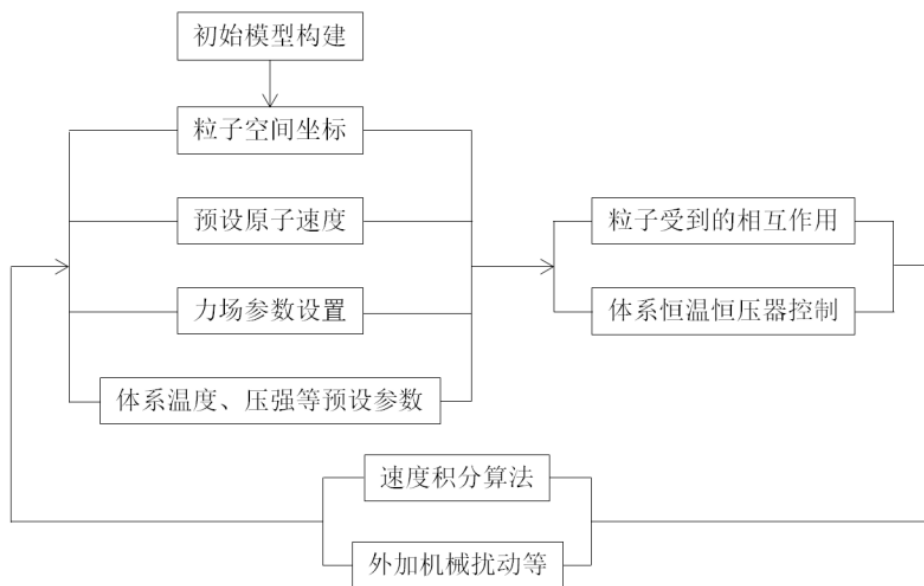 初始模型构建
粒子空间坐标
预设原子速度
力场参数设置
体系温度、压强等预设参数
粒子受到的相互作用
体系恒温恒压器控制
速度积分算法
外加机械扰动等